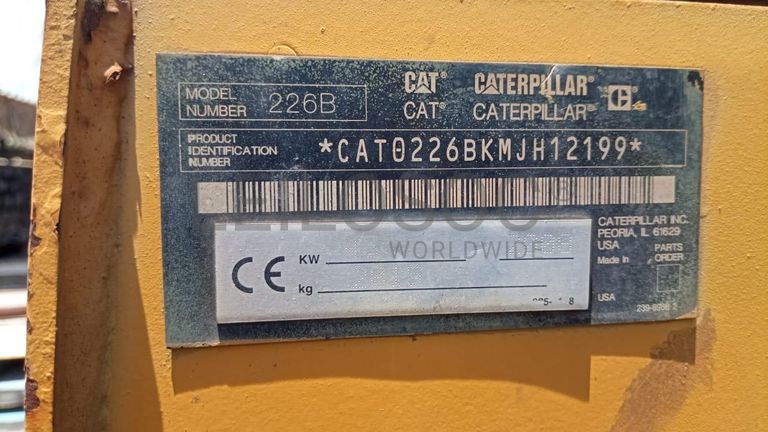 CAT® CATERPILLAR®
MODEL NUMBER 226B
CAT® CATERPILLAR®
PRODUCT IDENTIFICATION NUMBER
*CAT0226BKMJH12199*
CATERPILLAR INC.
PEORIA, IL 61629
USA
PARTS ORDER
Made in
USA
CE
KW
kg
WORLDWIDE